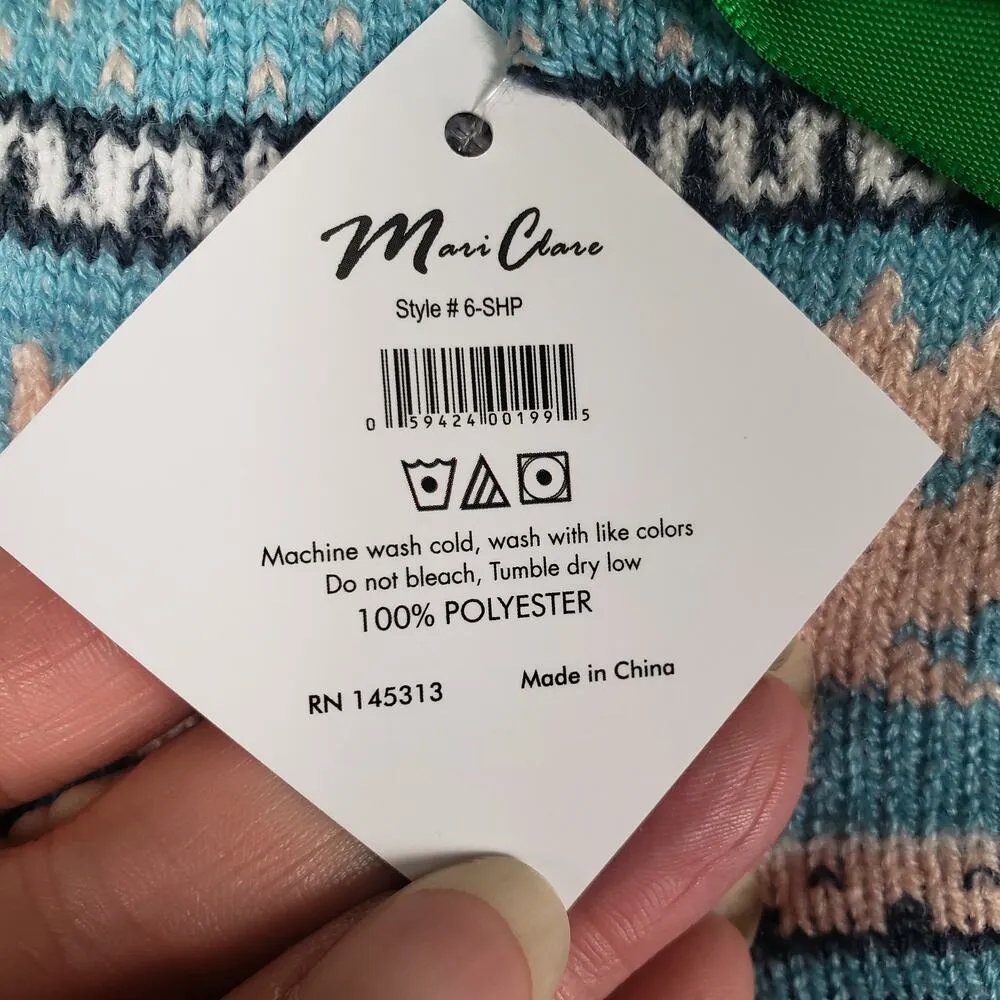 Mari Clare
Style # 6-SHP
0 59424 00199 5
Machine wash cold, wash with like colors
Do not bleach, Tumble dry low
100% POLYESTER
RN 145313
Made in China